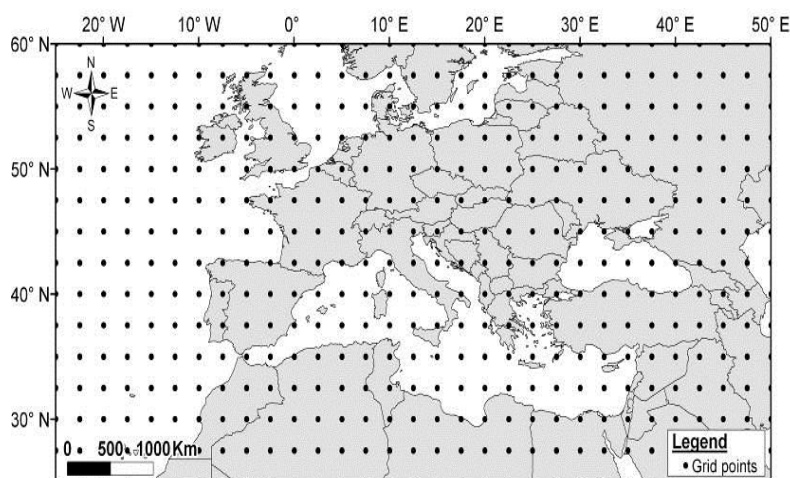 20° W 10° W 0° 10° E 20° E 30° E 40° E 50° E
60° N
N
W E
S
50° N
40° N
30° N
0 500 1000 Km
Legend
Grid points